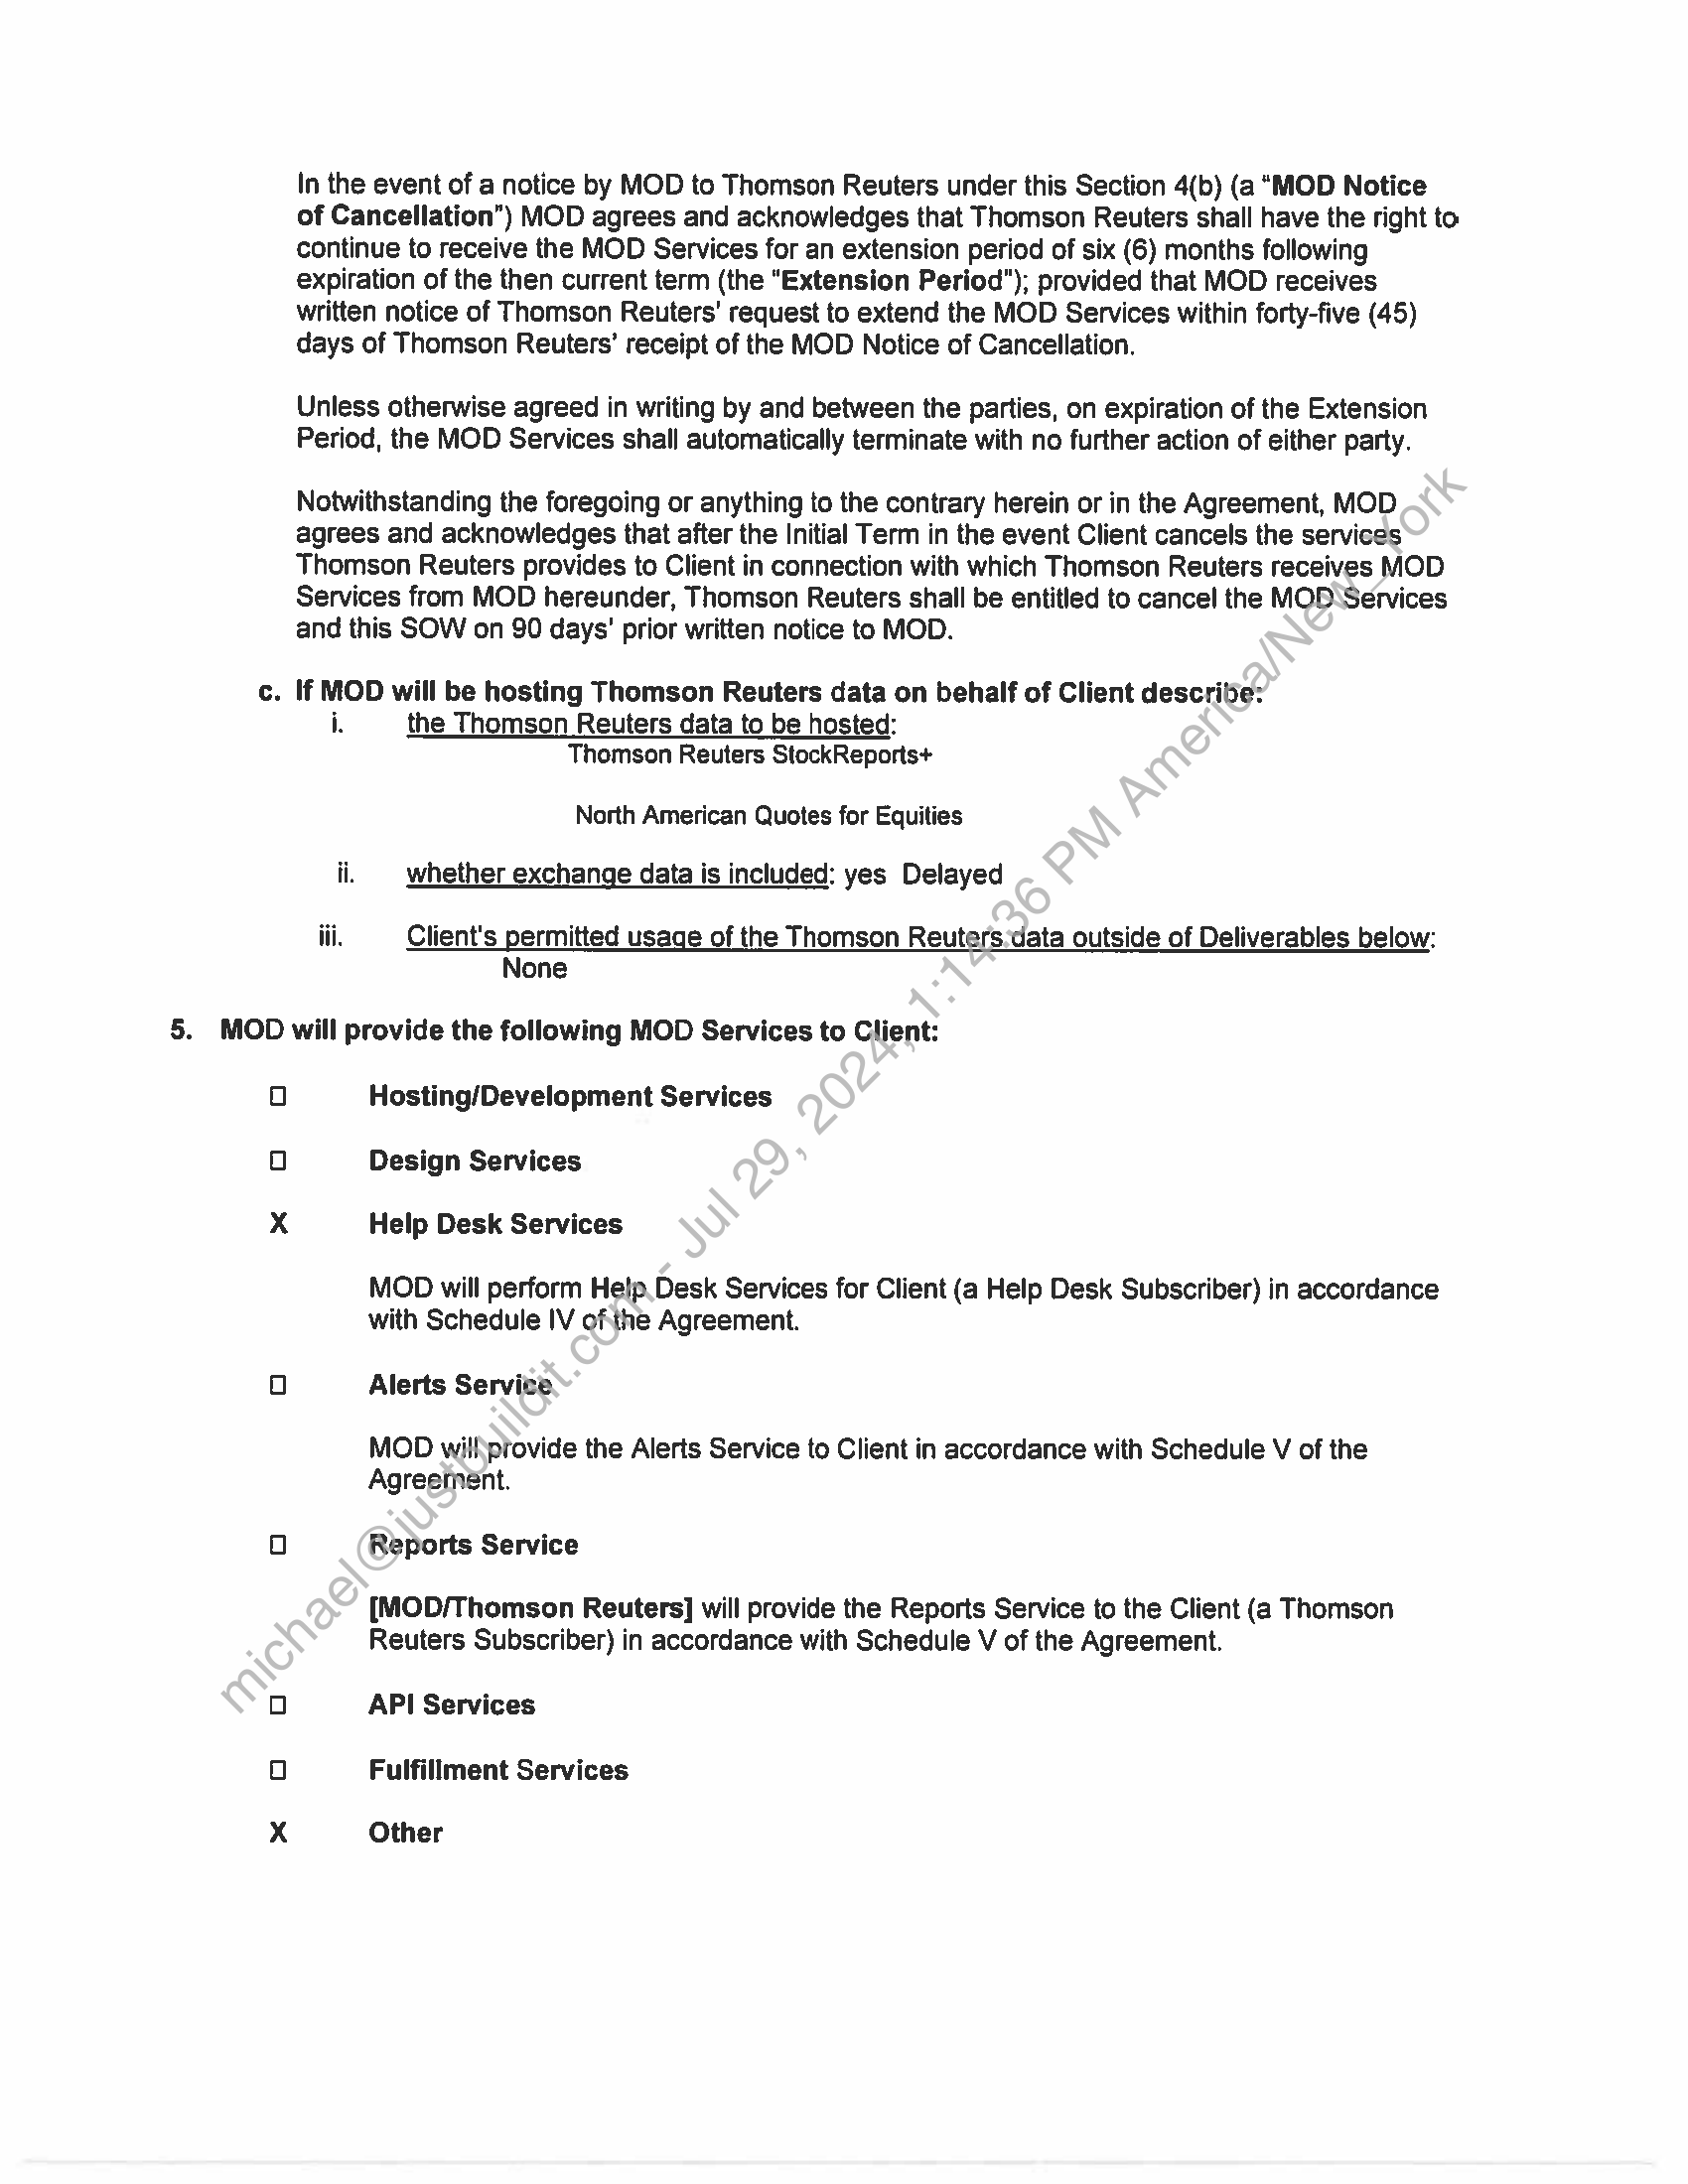 In the event of a notice by MOD to Thomson Reuters under this Section 4(b) (a “MOD Notice
of Cancellation”) MOD agrees and acknowledges that Thomson Reuters shall have the right to
continue to receive the MOD Services for an extension period of six (6) months following
expiration of the then current term (the "Extension Period"); provided that MOD receives
written notice of Thomson Reuters' request to extend the MOD Services within forty-five (45)
days of Thomson Reuters' receipt of the MOD Notice of Cancellation.
Unless otherwise agreed in writing by and between the parties, on expiration of the Extension
Period, the MOD Services shall automatically terminate with no further action of either party.
Notwithstanding the foregoing or anything to the contrary herein or in the Agreement, MOD
agrees and acknowledges that after the Initial Term in the event Client cancels the services
Thomson Reuters provides to Client in connection with which Thomson Reuters receives MOD
Services from MOD hereunder, Thomson Reuters shall be entitled to cancel the MOD Services
and this SOW on 90 days' prior written notice to MOD.
c. If MOD will be hosting Thomson Reuters data on behalf of Client describe:
i. the Thomson Reuters data to be hosted:
Thomson Reuters StockReports+
North American Quotes for Equities
ii. whether exchange data is included: yes Delayed
iii. Client's permitted usage of the Thomson Reuters data outside of Deliverables below:
None
5. MOD will provide the following MOD Services to Client:
☐ Hosting/Development Services
☐ Design Services
X Help Desk Services
MOD will perform Help Desk Services for Client (a Help Desk Subscriber) in accordance
with Schedule IV of the Agreement.
☐ Alerts Service
MOD will provide the Alerts Service to Client in accordance with Schedule V of the
Agreement.
☐ Reports Service
[MOD/Thomson Reuters] will provide the Reports Service to the Client (a Thomson
Reuters Subscriber) in accordance with Schedule V of the Agreement.
☐ API Services
☐ Fulfillment Services
X Other
michael@justbuildit.com - Jul 29, 2024, 1:14:36 PM America/New_York